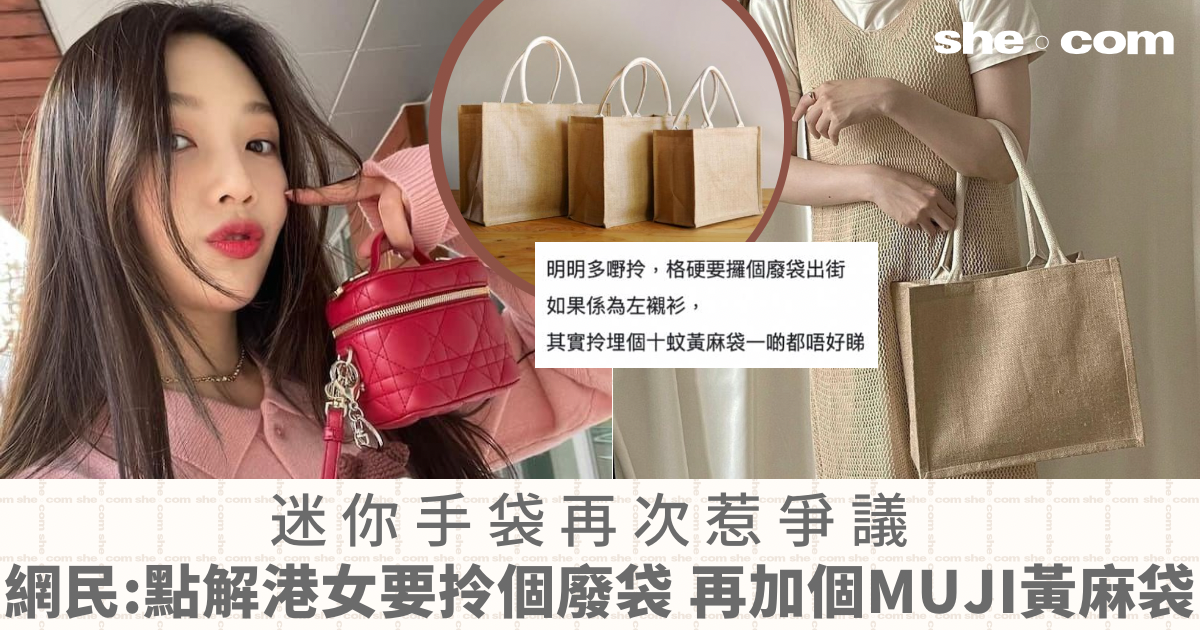 she.com
明明多嘢拎，格硬要攞個廢袋出街
如果係為左襯衫，
其實拎埋個十蚊黃麻袋一啲都唔好睇
迷你手袋再次惹爭議
網民:點解港女要拎個廢袋 再加個MUJI黃麻袋